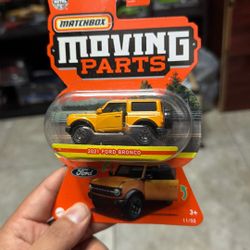 MATCHBOX
MOVING
PARTS
2021 FORD BRONCO
Ford
3+
11/50